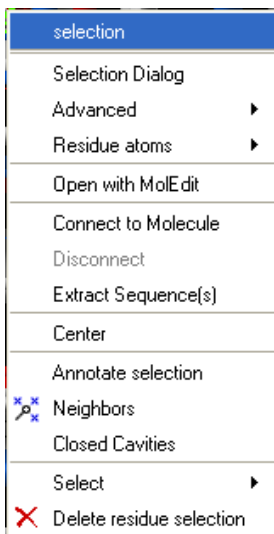 selection
Selection Dialog
Advanced
Residue atoms
Open with MolEdit
Connect to Molecule
Disconnect
Extract Sequence(s)
Center
Annotate selection
Neighbors
Closed Cavities
Select
Delete residue selection